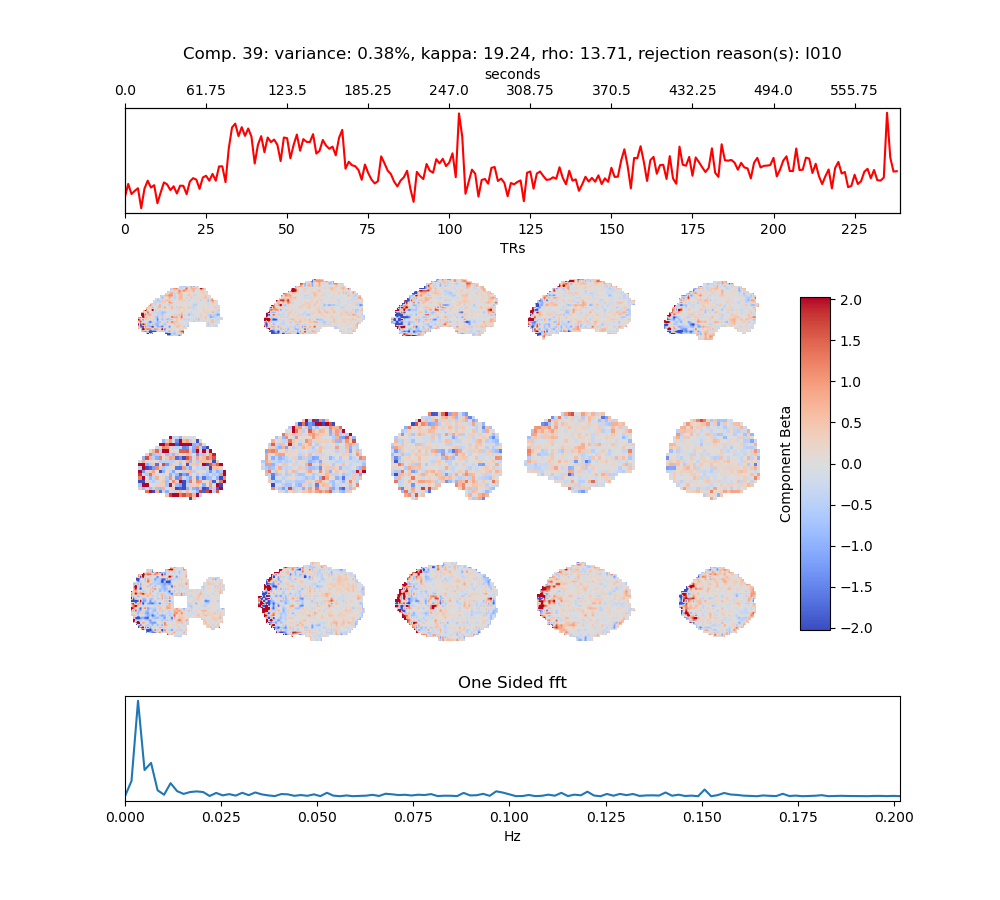 Comp. 39: variance: 0.38%, kappa: 19.24, rho: 13.71, rejection reason(s): I010
seconds
0.0 61.75 123.5 185.25 247.0 308.75 370.5 432.25 494.0 555.75
0 25 50 75 100 125 150 175 200 225
TRs
2.0
1.5
1.0
0.5
0.0
−0.5
−1.0
−1.5
−2.0
Component Beta
One Sided fft
0.000 0.025 0.050 0.075 0.100 0.125 0.150 0.175 0.200
Hz